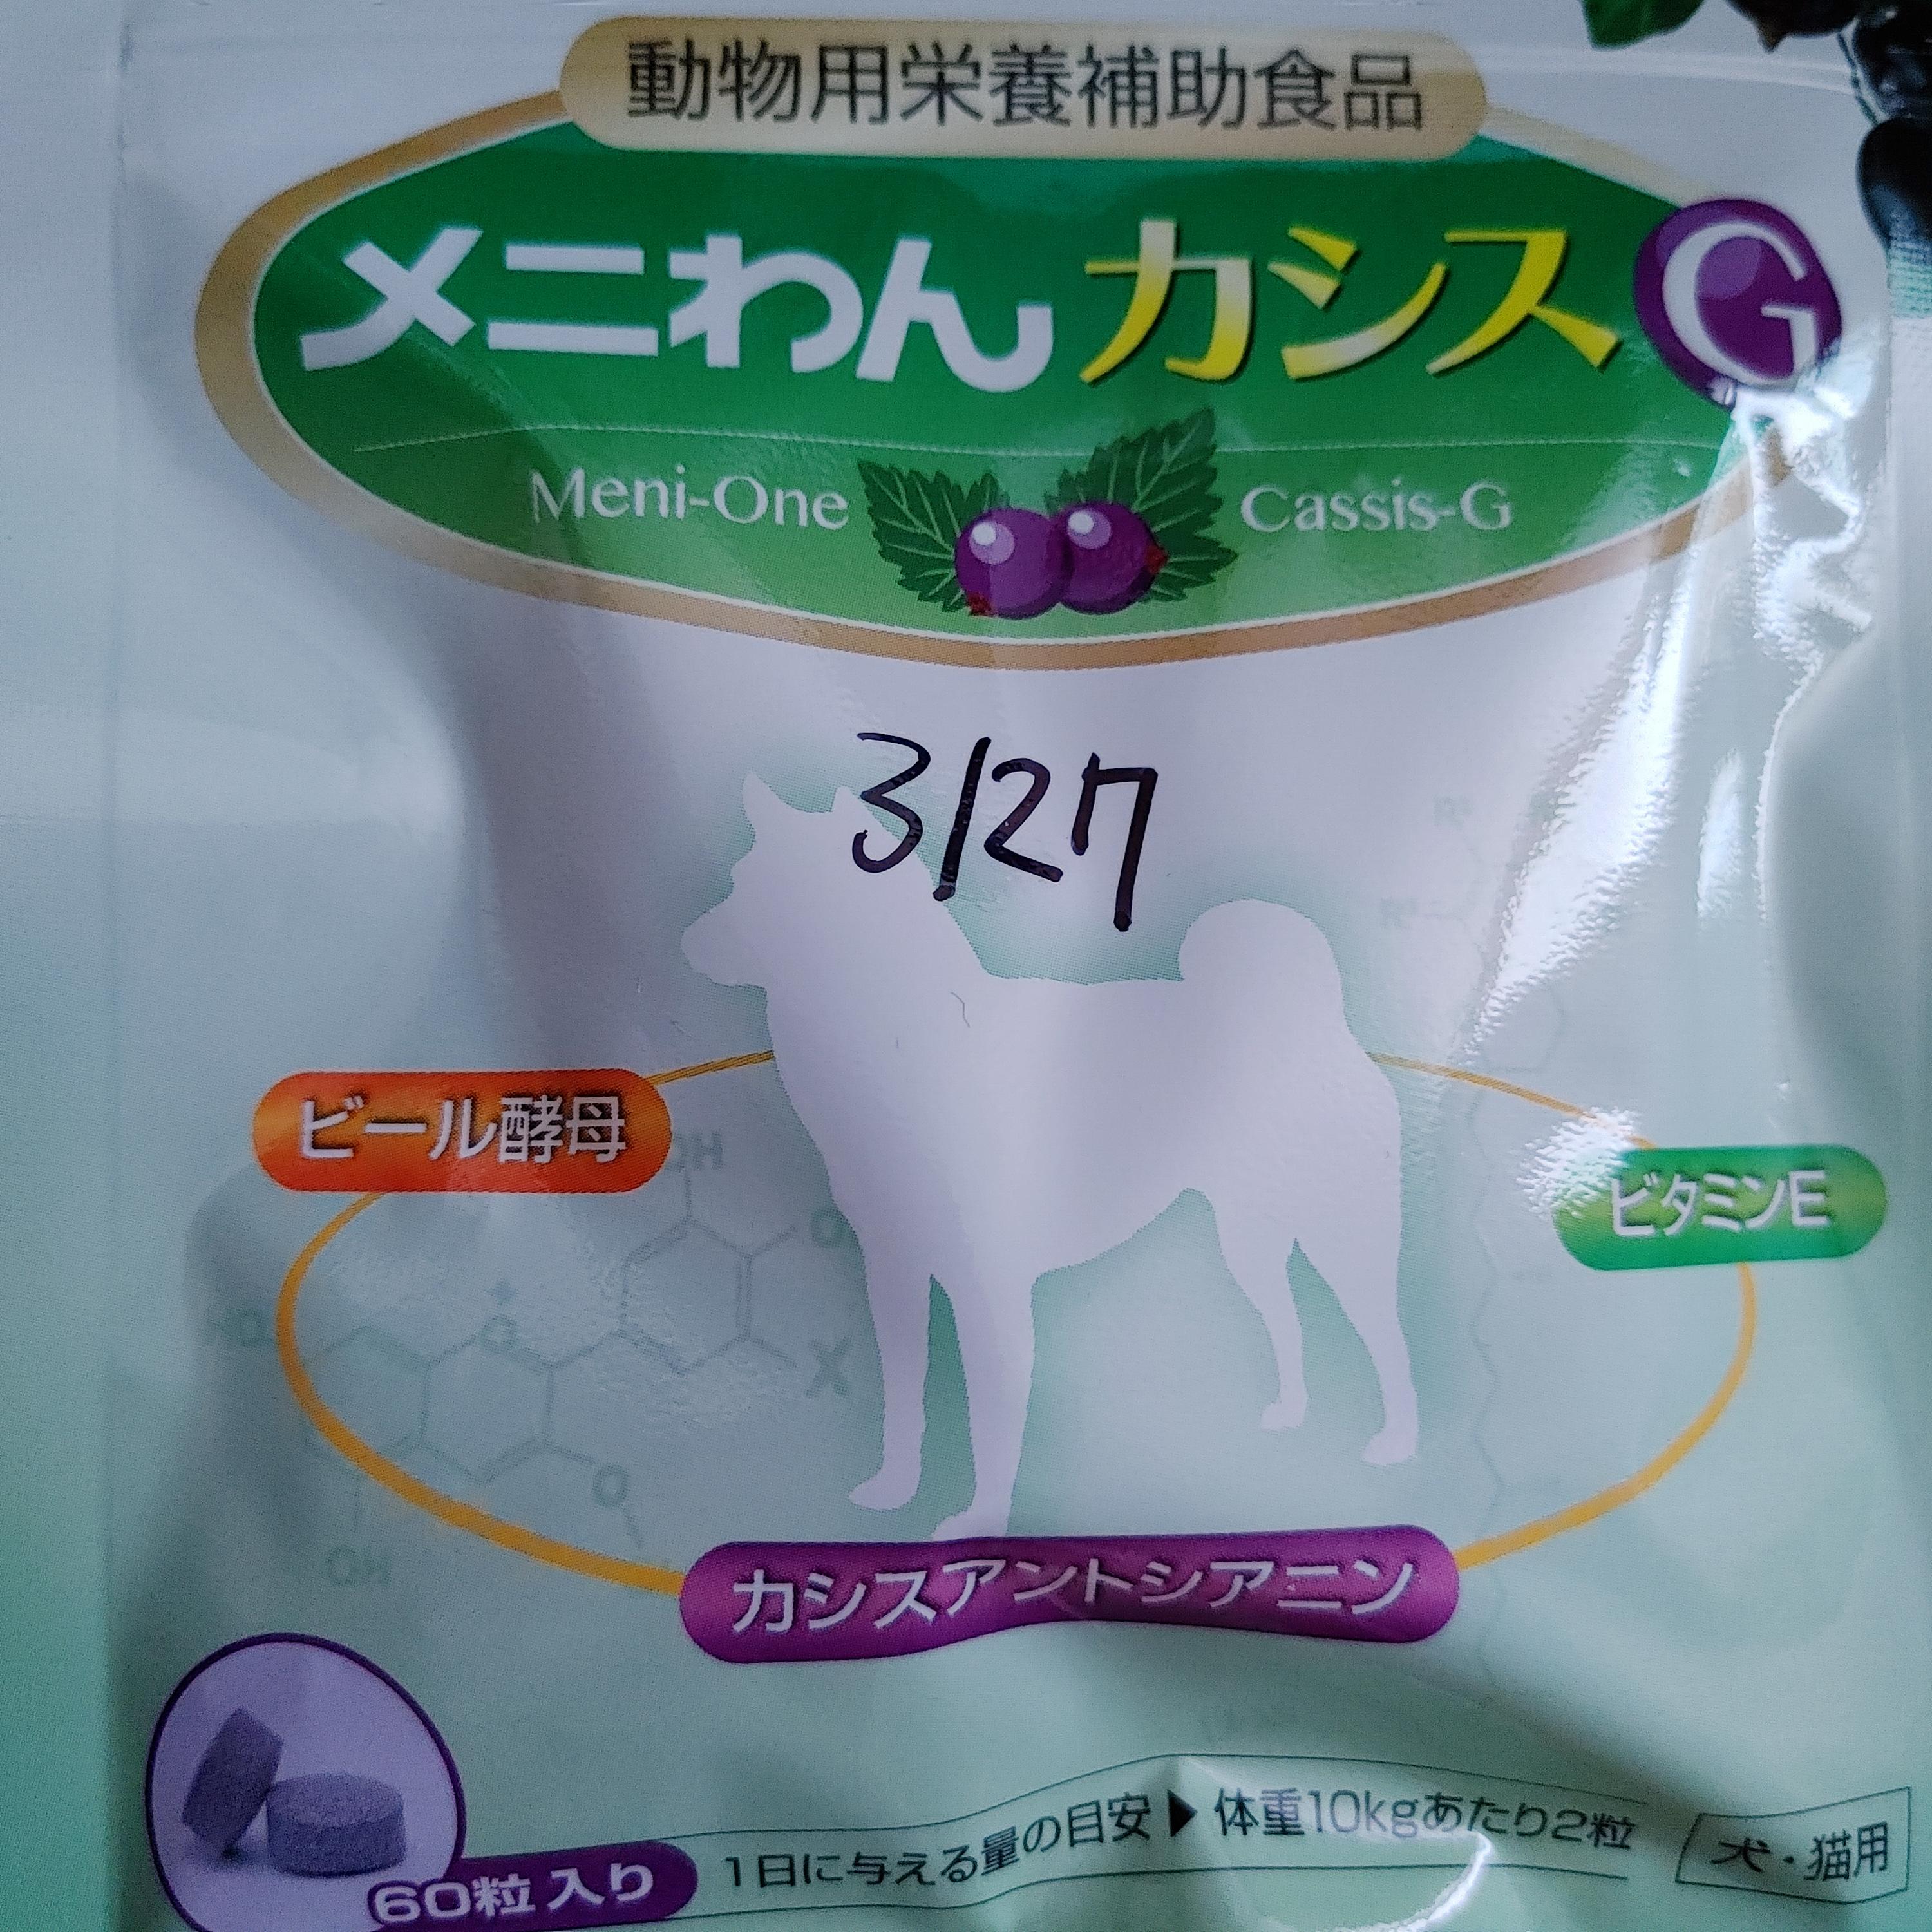 動物用栄養補助食品
メニわん カシス G
Meni-One Cassis-G
3/27
ビール酵母
ビタミンE
OH
HO
X
O
OH
カシスアントシアニン
60粒入り
1日に与える量の目安▶体重10kgあたり2粒
犬・猫用